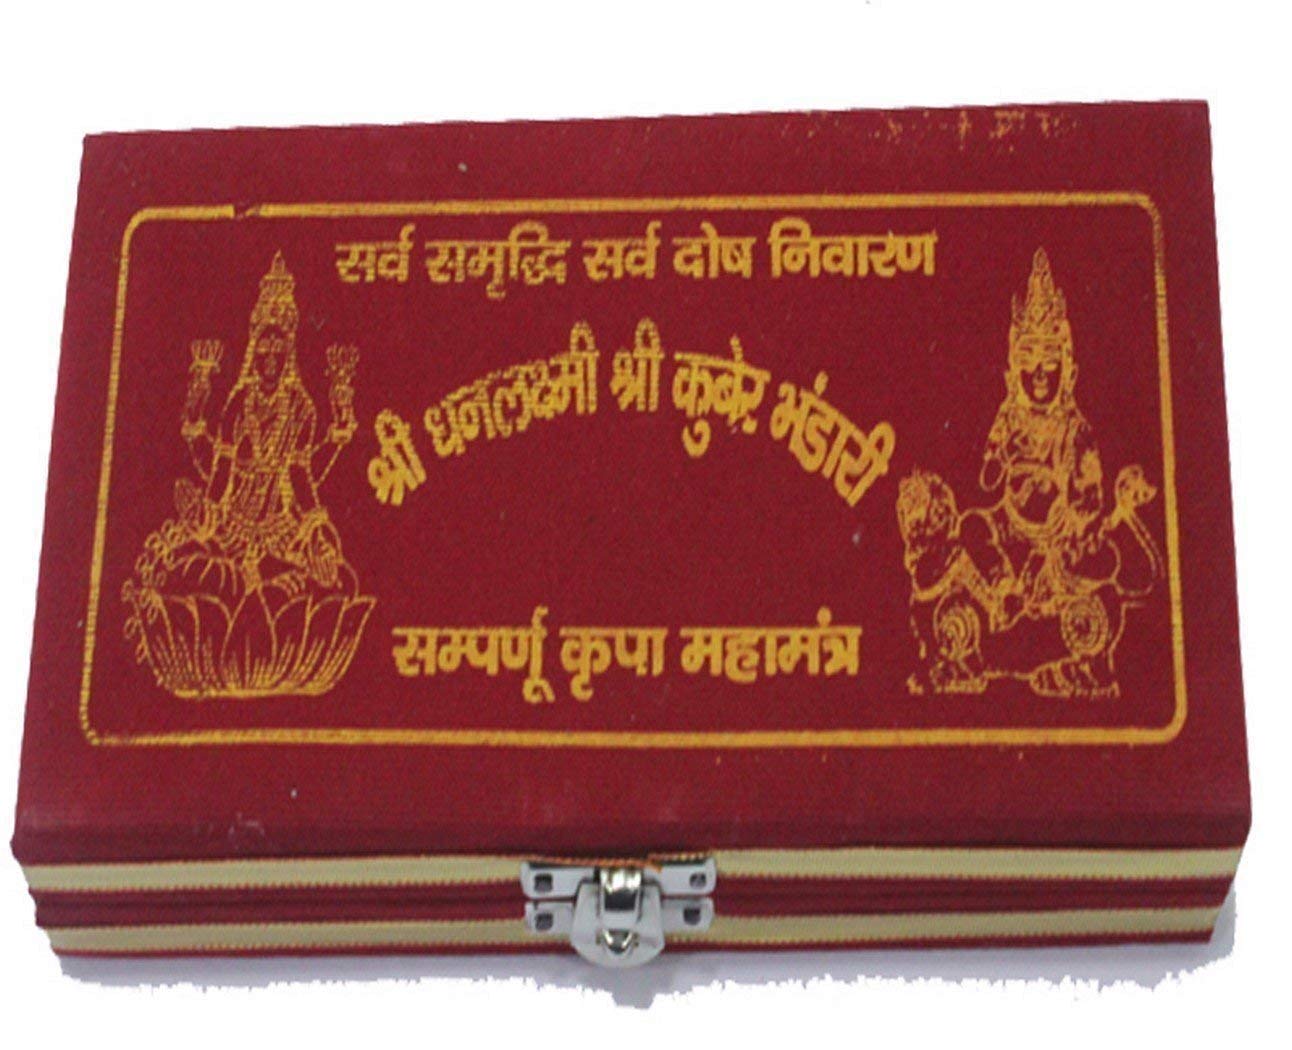 सर्व समृद्धि सर्व दोष निवारण
श्री धनलक्ष्मी श्री कुबेर भंडारी
सम्पर्णू कृपा महामंत्र